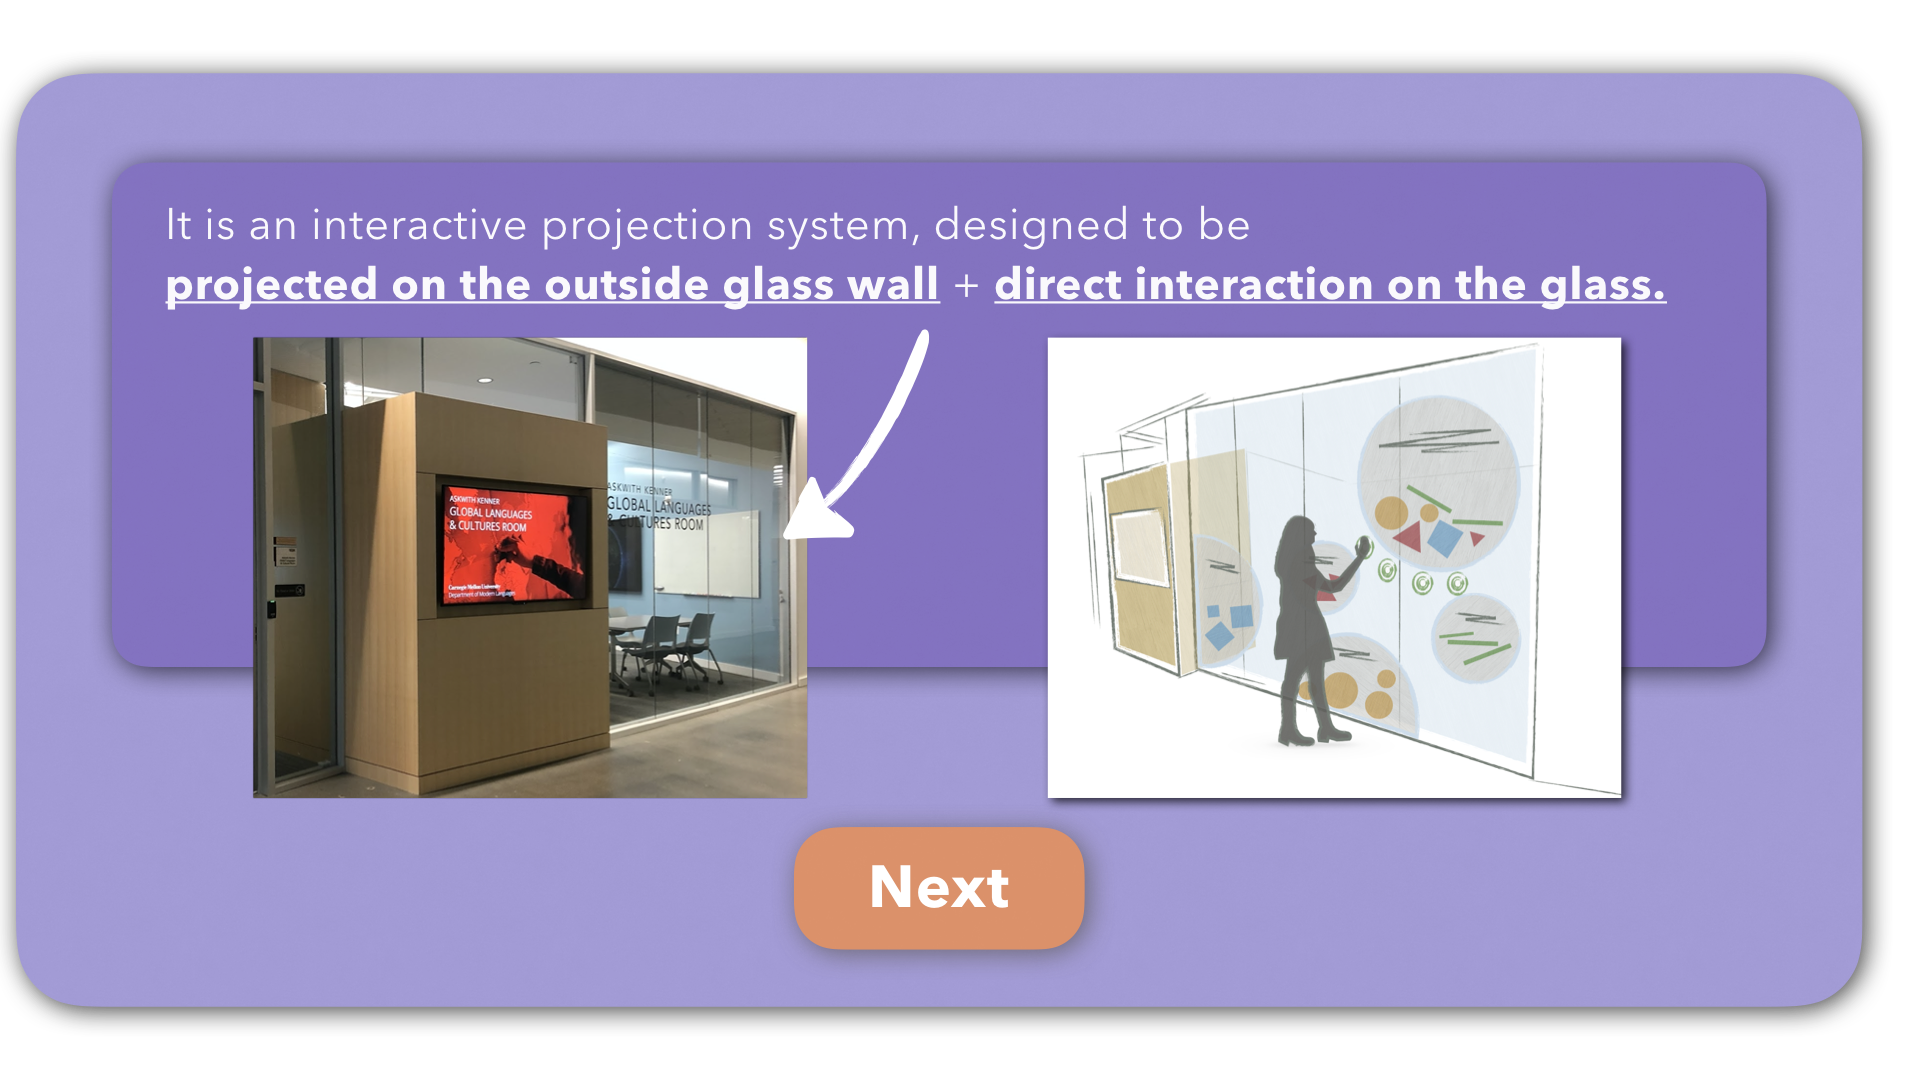 It is an interactive projection system, designed to be
projected on the outside glass wall + direct interaction on the glass.
ASKWITH KENNER
GLOBAL LANGUAGES
& CULTURES ROOM
Carnegie Mellon University
Department of Modern Languages
ASKWITH KENNER
GLOBAL LANGUAGES
& CULTURES ROOM
Next